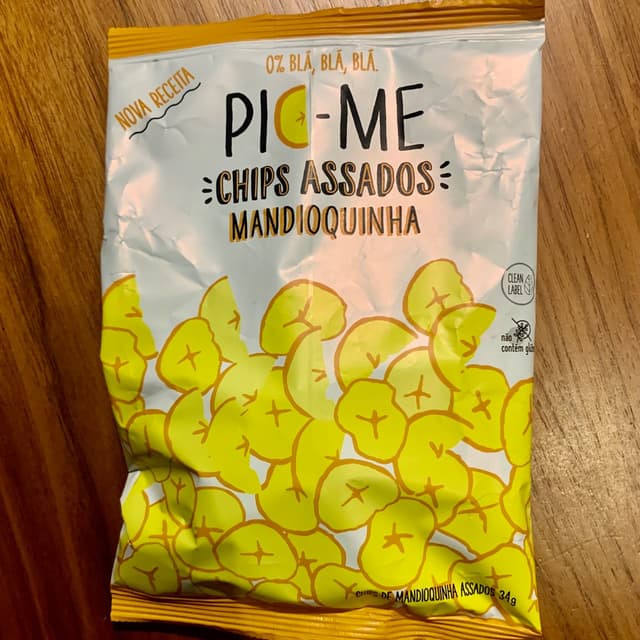 0% BLÁ, BLÁ, BLÁ.
NOVA RECEITA
PIC-ME
CHIPS ASSADOS
MANDIOQUINHA
CLEAN
LABEL
não
contém
CHIPS DE MANDIOQUINHA ASSADOS 34g